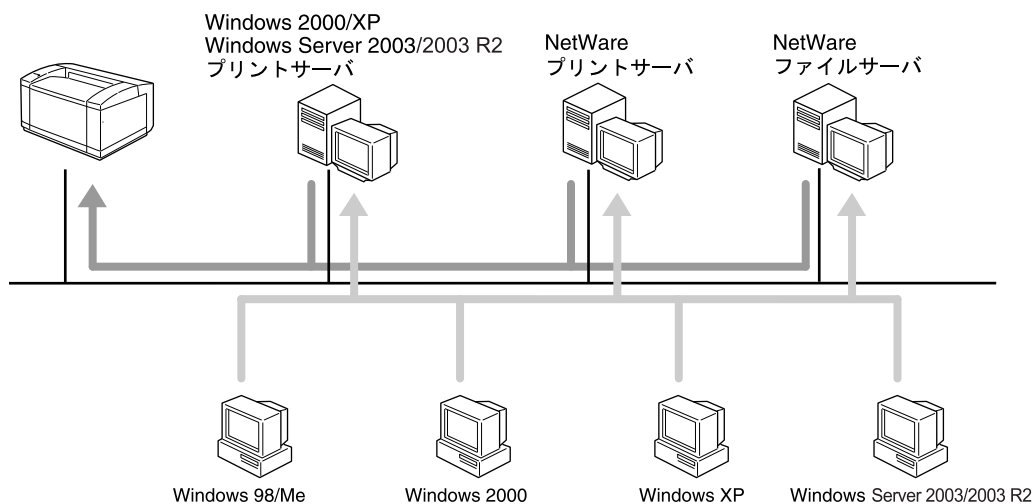 Windows 2000/XP
Windows Server 2003/2003 R2
プリントサーバ
NetWare
プリントサーバ
NetWare
ファイルサーバ
Windows 98/Me
Windows 2000
Windows XP
Windows Server 2003/2003 R2